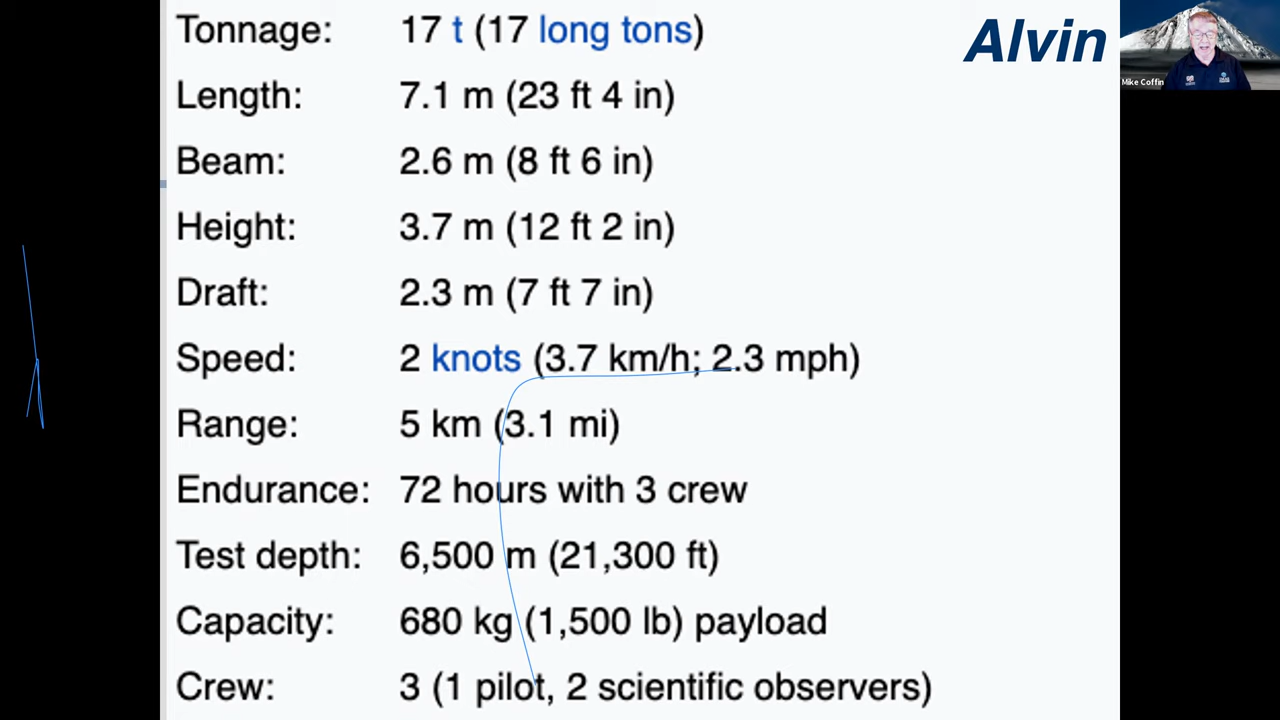 Alvin
Mike Coffin
Tonnage: 17 t (17 long tons)
Length: 7.1 m (23 ft 4 in)
Beam: 2.6 m (8 ft 6 in)
Height: 3.7 m (12 ft 2 in)
Draft: 2.3 m (7 ft 7 in)
Speed: 2 knots (3.7 km/h; 2.3 mph)
Range: 5 km (3.1 mi)
Endurance: 72 hours with 3 crew
Test depth: 6,500 m (21,300 ft)
Capacity: 680 kg (1,500 lb) payload
Crew: 3 (1 pilot, 2 scientific observers)